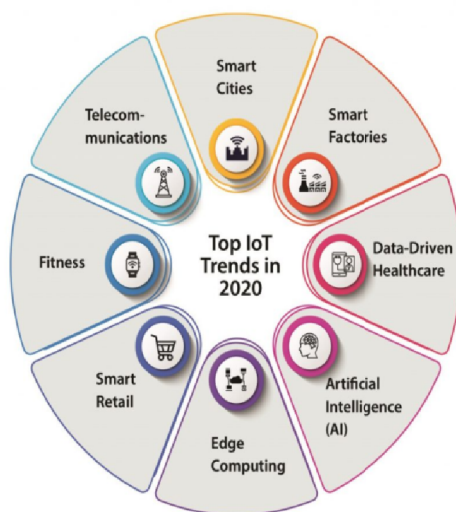 Smart
Cities
Smart
Factories
Data-Driven
Healthcare
Artificial
Intelligence
(AI)
Edge
Computing
Smart
Retail
Fitness
Telecom-
munications
Top IoT
Trends in
2020